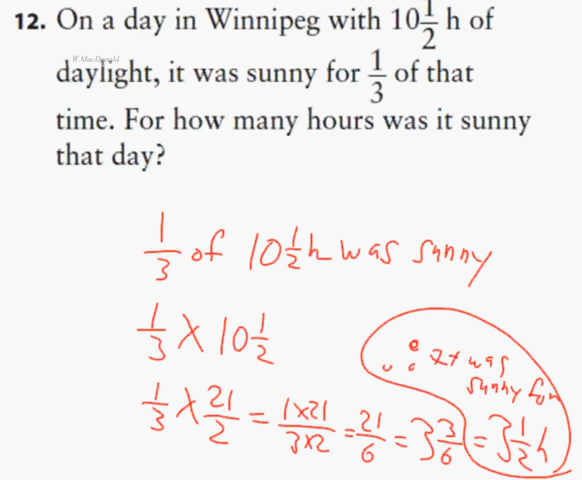 12. On a day in Winnipeg with 10 1/2 h of
W.MacDonald
daylight, it was sunny for 1/3 of that
time. For how many hours was it sunny
that day?
1/3 of 10 1/2 h was sunny
1/3 × 10 1/2
∴ It was
sunny for
1/3 × 21/2 = 1×21/3×2 = 21/6 = 3 3/6 = 3 1/2 h